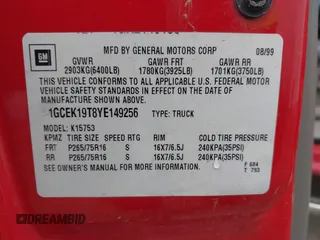 GM
MFD BY GENERAL MOTORS CORP 08/99
GVWR GAWR FRT GAWR RR
2903KG(6400LB) 1780KG(3925LB) 1701KG(3750LB)
THIS VEHICLE CONFORMS TO ALL APPLICABLE U.S. FEDERAL
MOTOR VEHICLE SAFETY STANDARDS IN EFFECT ON THE DATE OF
MANUFACTURE SHOWN ABOVE.
1GCEK19T8YE149256 TYPE: TRUCK
MODEL: K15753
KPMZ TIRE SIZE SPEED RTG RIM COLD TIRE PRESSURE
FRT P265/75R16 S 16X7/6.5J 240KPA(35PSI)
RR P265/75R16 S 16X7/6.5J 240KPA(35PSI)
SEE OWNER'S MANUAL FOR MORE INFORMATION.
F 684
T 793
DREAMBID